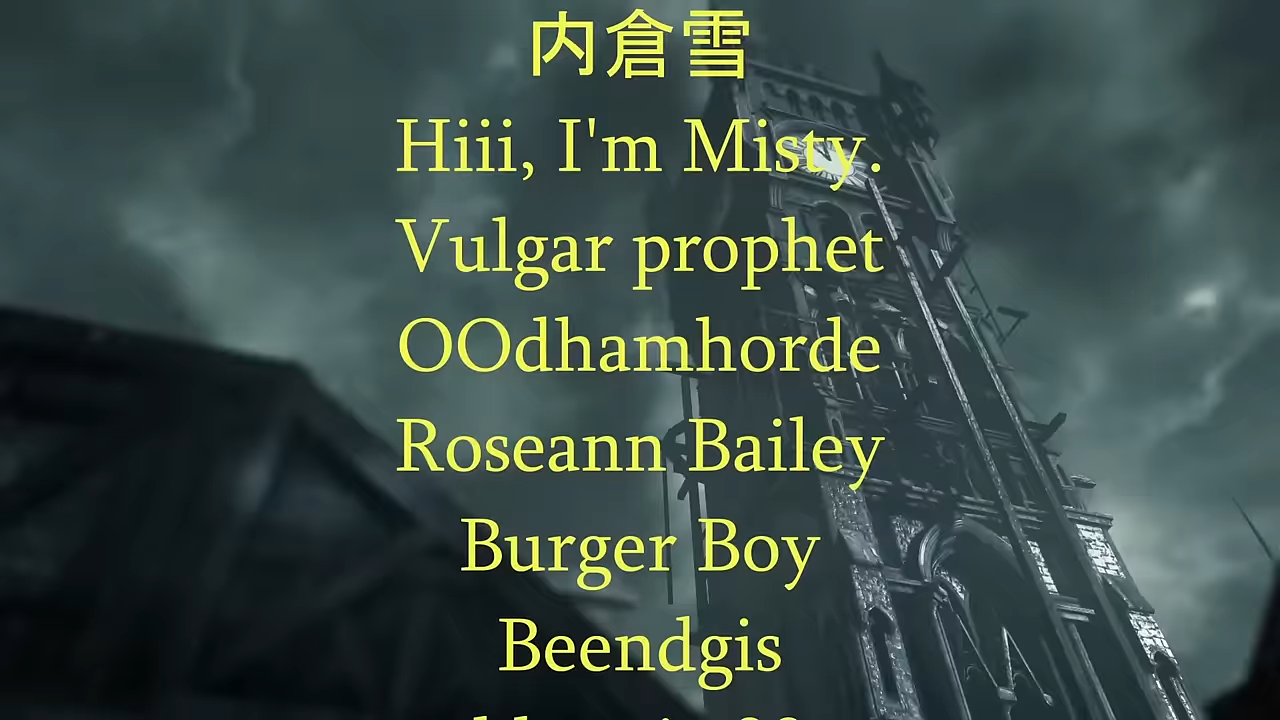 内倉雪
Hiii, I'm Misty.
Vulgar prophet
OOdhamhorde
Roseann Bailey
Burger Boy
Beendgis